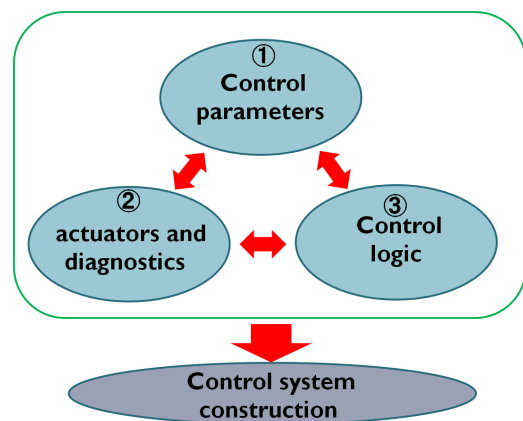 ①
Control
parameters
②
actuators and
diagnostics
③
Control
logic
Control system
construction